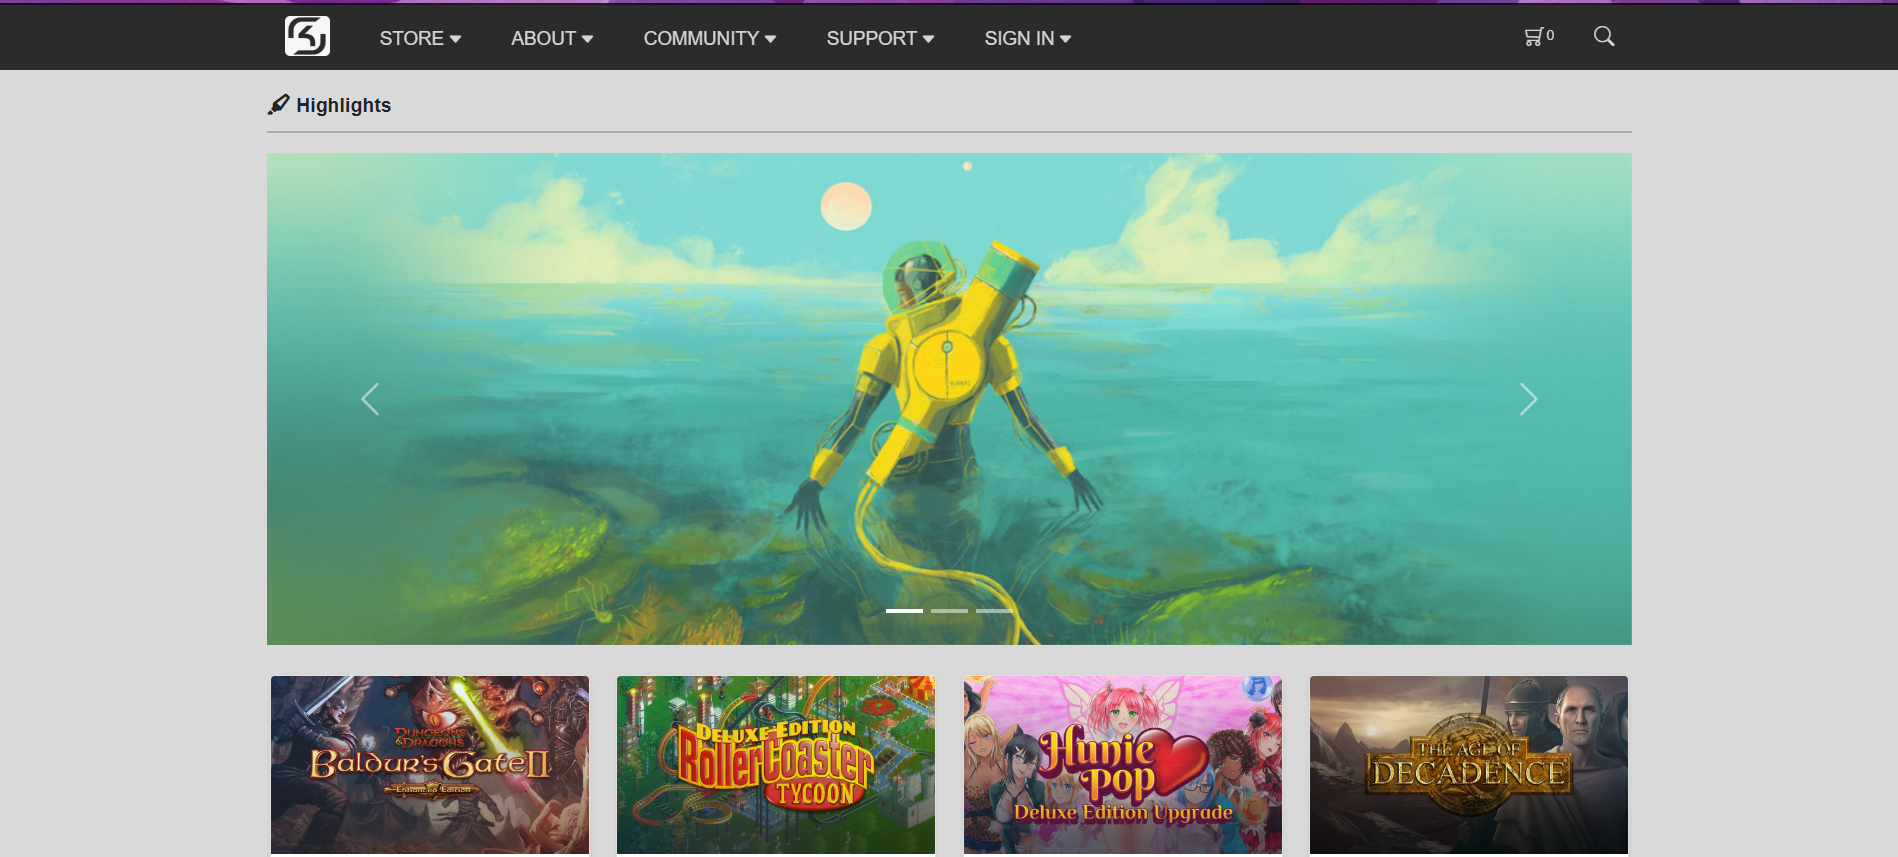 STORE ABOUT COMMUNITY SUPPORT SIGN IN 0
Highlights
DUNGEONS
& DRAGONS
BALDUR'S GATE II
Enhanced Edition
DELUXE EDITION
ROLLERCOASTER
TYCOON
Hunie
Pop
Deluxe Edition Upgrade
THE AGE OF
DECADENCE